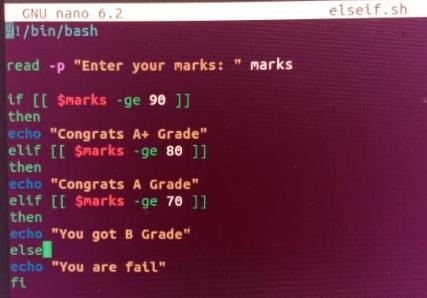 GNU nano 6.2 elseif.sh
#!/bin/bash
read -p "Enter your marks: " marks
if [[ $marks -ge 90 ]]
then
echo "Congrats A+ Grade"
elif [[ $marks -ge 80 ]]
then
echo "Congrats A Grade"
elif [[ $marks -ge 70 ]]
then
echo "You got B Grade"
else
echo "You are fail"
fi